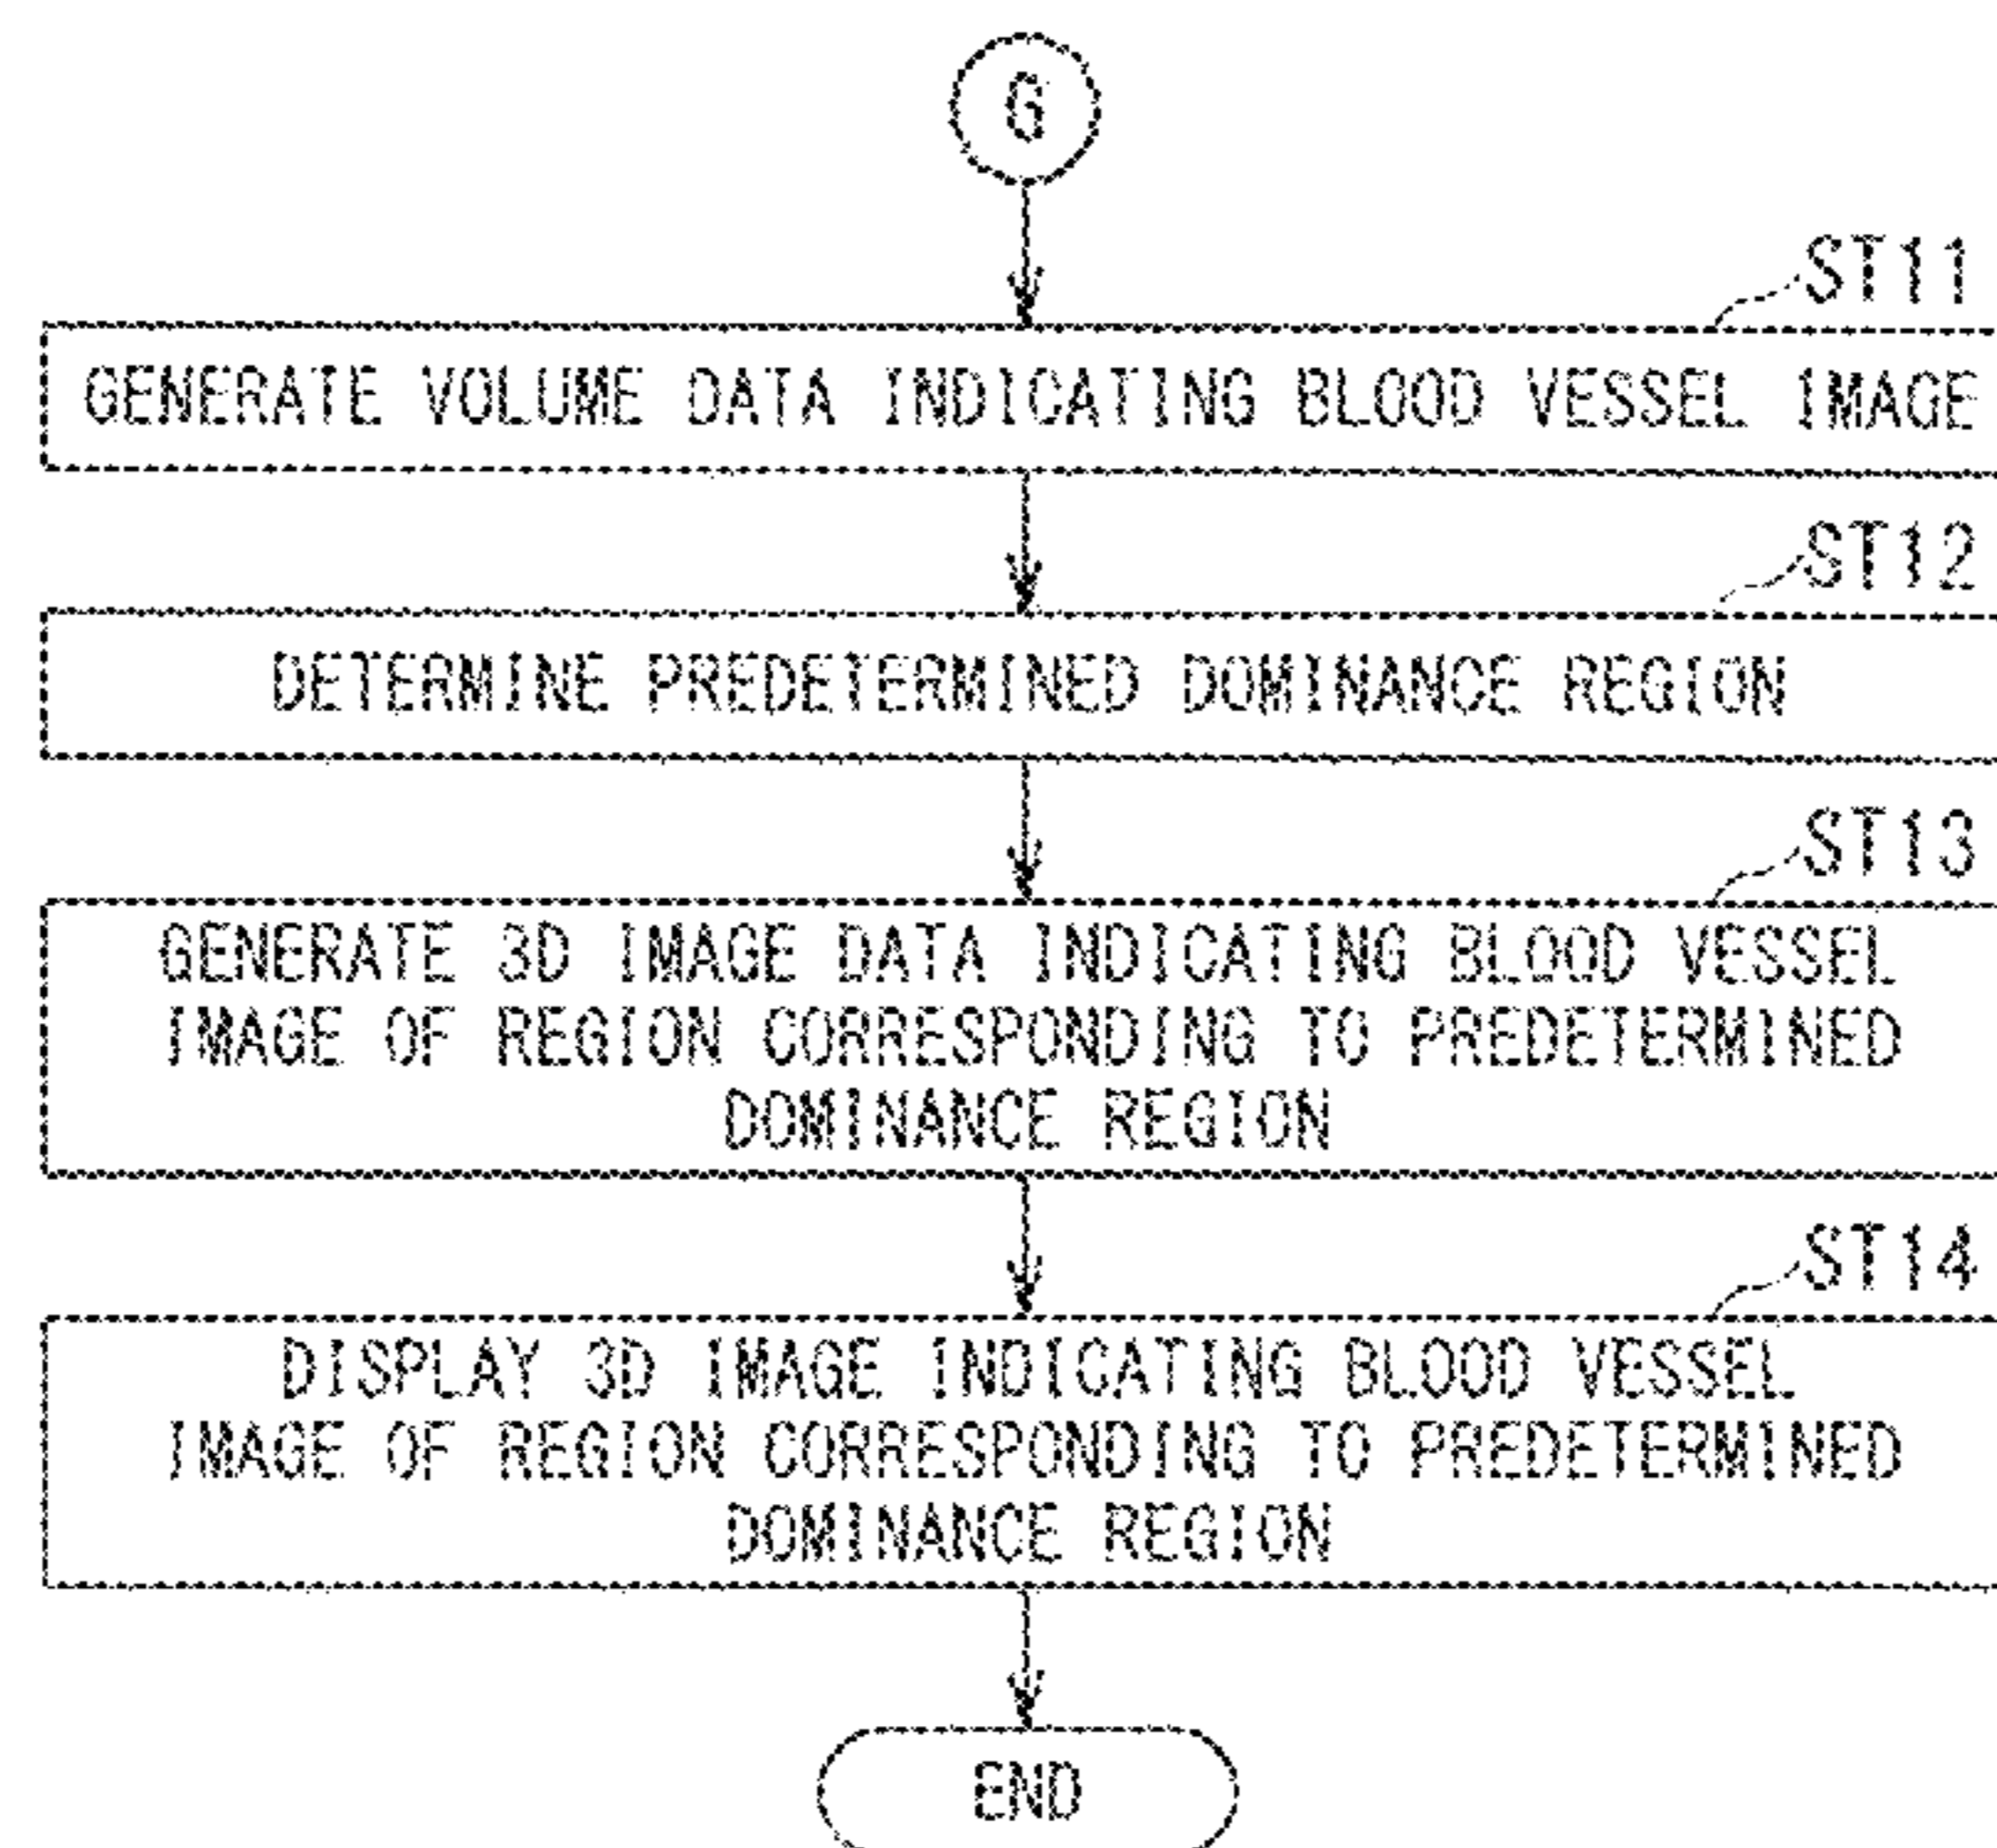 G
ST11
GENERATE VOLUME DATA INDICATING BLOOD VESSEL IMAGE
ST12
DETERMINE PREDETERMINED DOMINANCE REGION
ST13
GENERATE 3D IMAGE DATA INDICATING BLOOD VESSEL
IMAGE OF REGION CORRESPONDING TO PREDETERMINED
DOMINANCE REGION
ST14
DISPLAY 3D IMAGE INDICATING BLOOD VESSEL
IMAGE OF REGION CORRESPONDING TO PREDETERMINED
DOMINANCE REGION
END